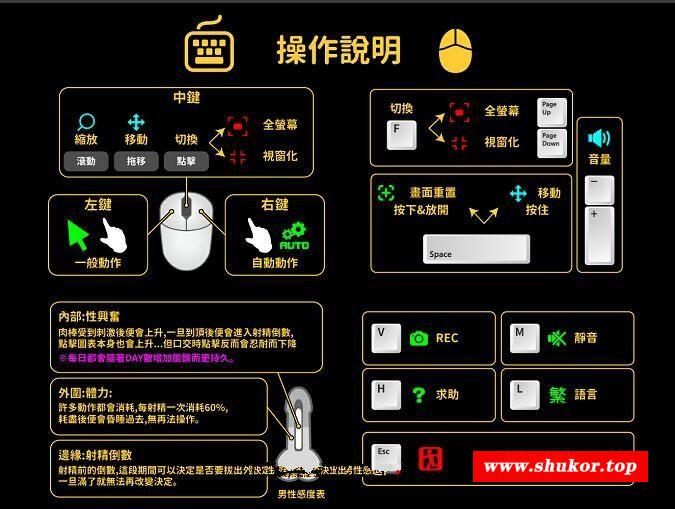 操作說明
中鍵
縮放
移動
切換
全螢幕
視窗化
滾動
拖移
點擊
左鍵
一般動作
右鍵
AUTO
自動動作
切換
F
全螢幕
Page Up
視窗化
Page Down
畫面重置
按下&放開
移動
按住
Space
音量
−
+
內部:性興奮
肉棒受到刺激後便會上升,一旦到頂後便會進入射精倒數,
點擊圖表本身也會上升...但口交時點擊反而會忍耐而下降
※每日都會隨著DAY數增加鍛鍊而更持久。
外圍:體力:
許多動作都會消耗,每射精一次消耗60%,
耗盡後便會昏睡過去,無再法操作。
邊緣:射精倒數
射精前的倒數,這段期間可以決定是否要拔出
一旦滿了就無法再改變決定。
男性感度表
V
REC
M
靜音
H
求助
L
繁 語言
Esc
www.shukor.top